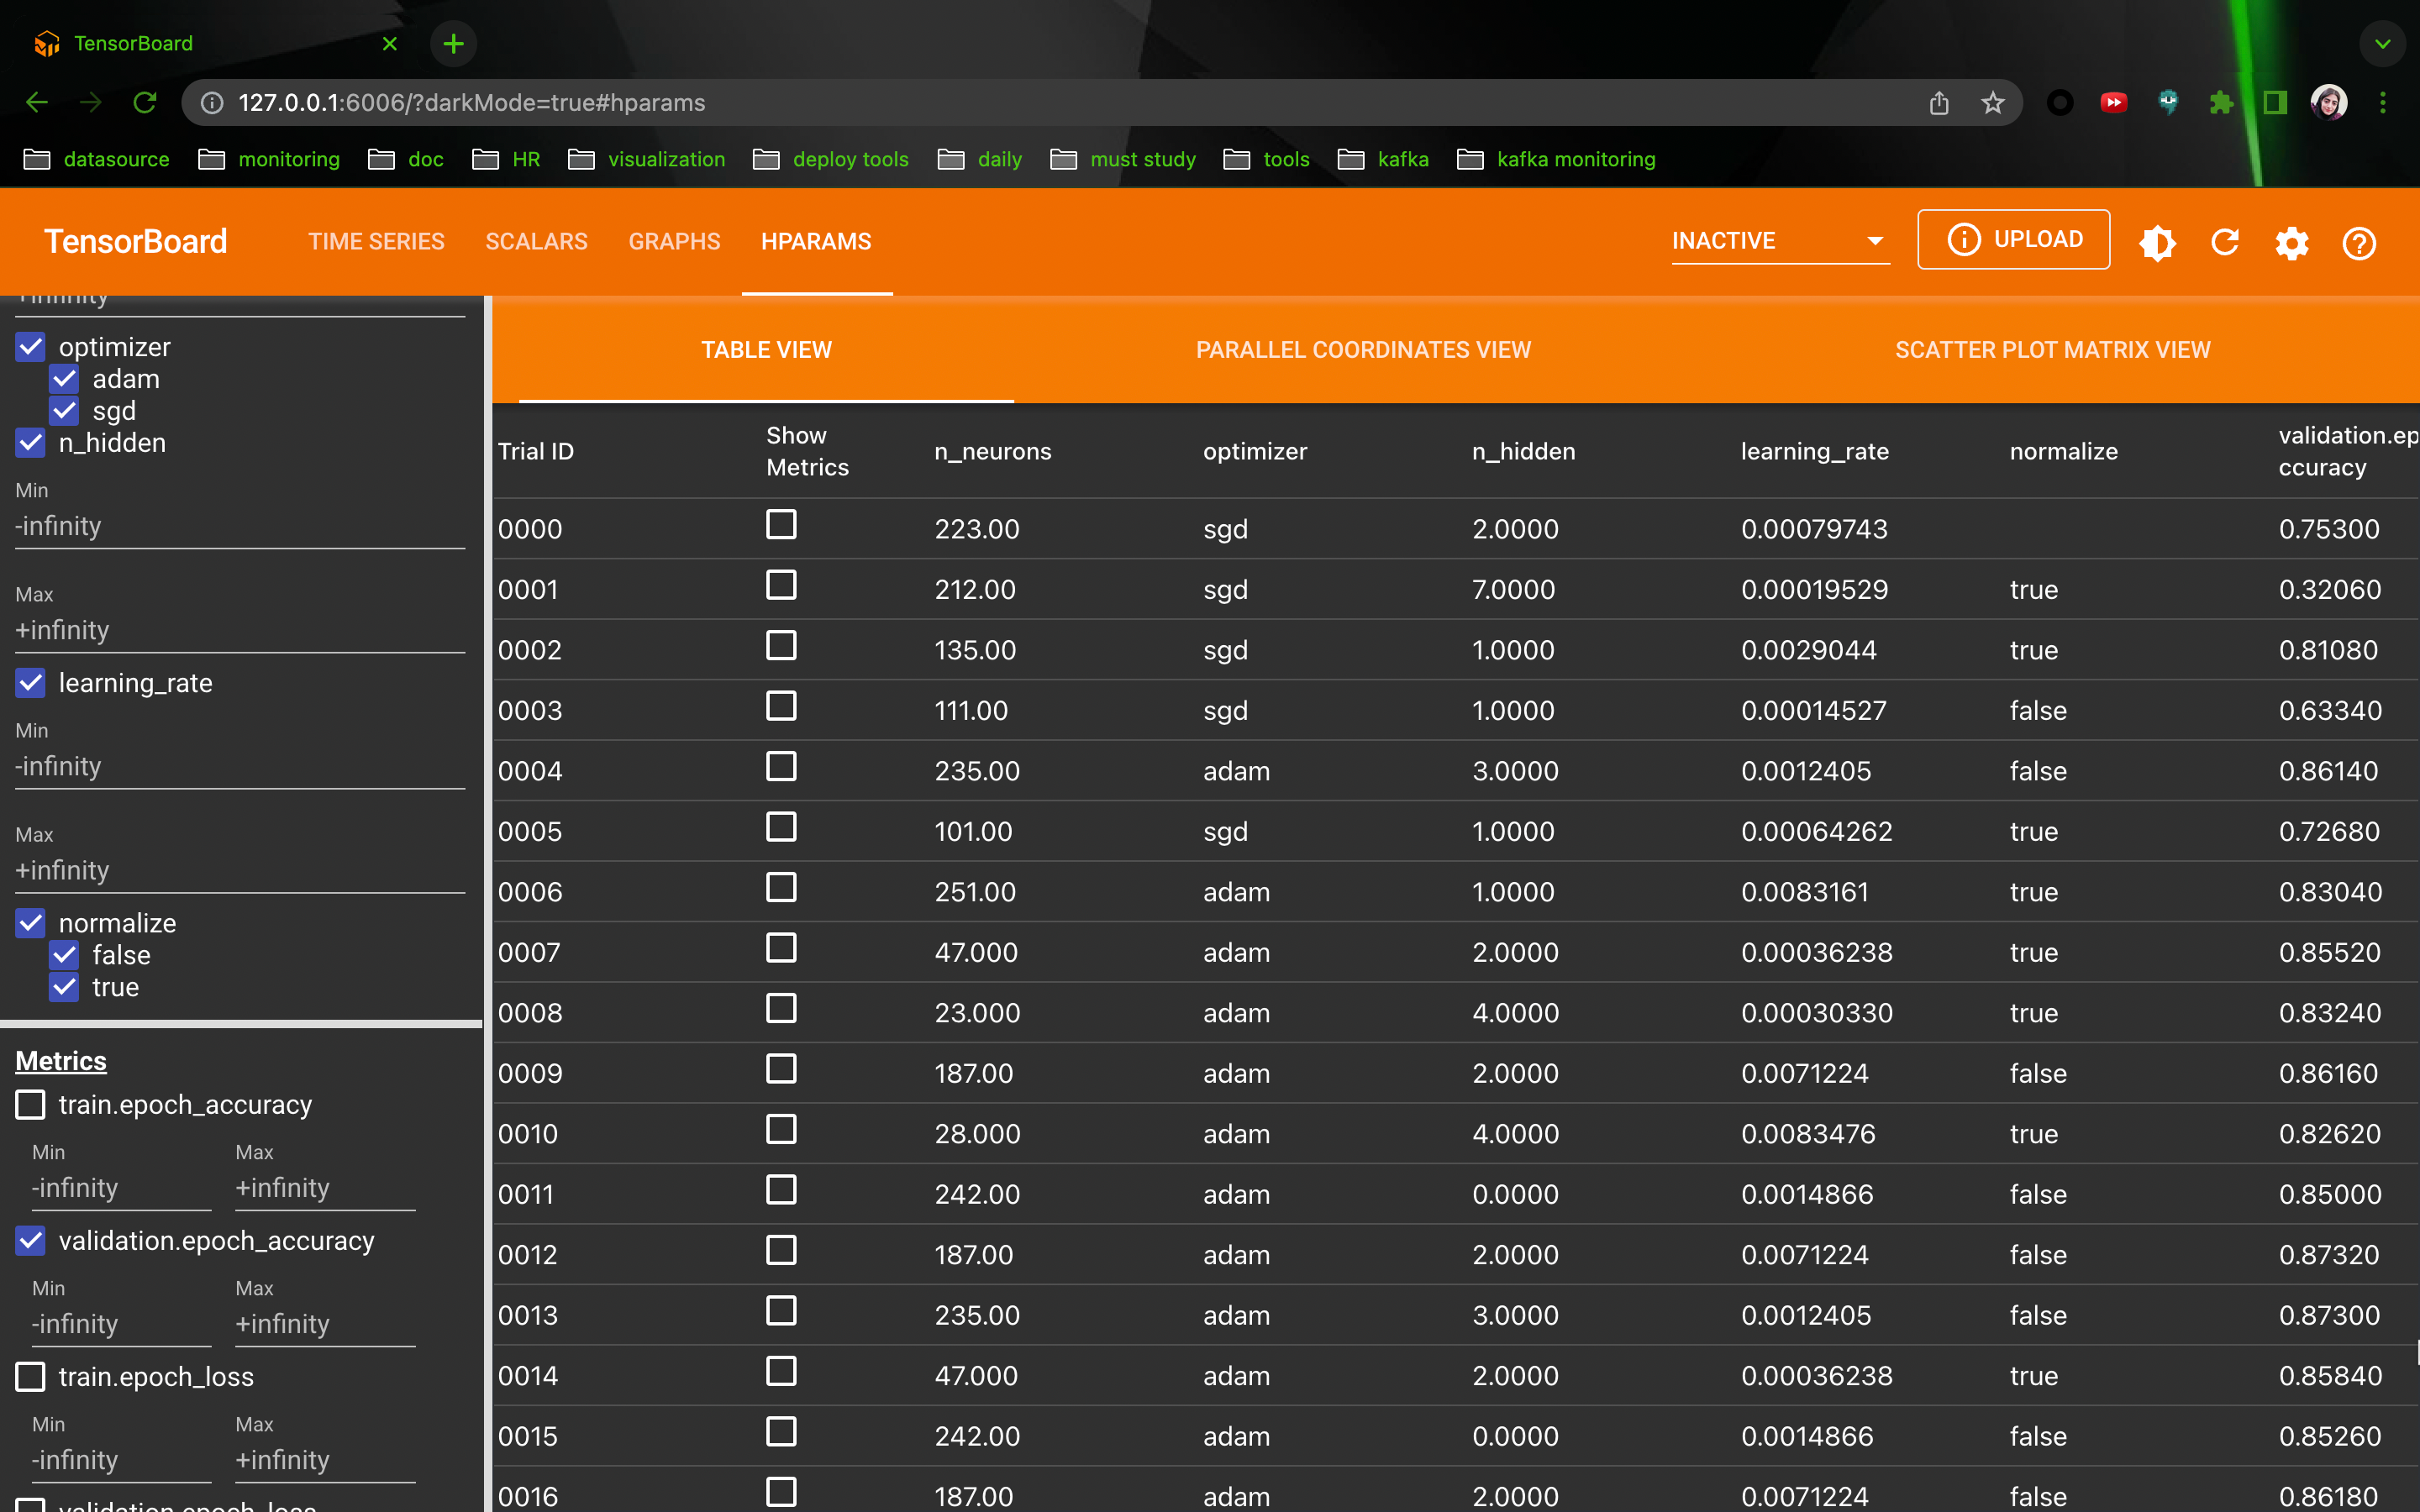 TensorBoard
127.0.0.1:6006/?darkMode=true#hparams
datasource monitoring doc HR visualization deploy tools daily must study tools kafka kafka monitoring
TensorBoard TIME SERIES SCALARS GRAPHS HPARAMS INACTIVE UPLOAD
+infinity
optimizer
adam
sgd
n_hidden
Min
-infinity
Max
+infinity
learning_rate
Min
-infinity
Max
+infinity
normalize
false
true
Metrics
train.epoch_accuracy
Min Max
-infinity +infinity
validation.epoch_accuracy
Min Max
-infinity +infinity
train.epoch_loss
Min Max
-infinity +infinity
validation.epoch_loss
TABLE VIEW PARALLEL COORDINATES VIEW SCATTER PLOT MATRIX VIEW
Trial ID Show Metrics n_neurons optimizer n_hidden learning_rate normalize validation.ep ccuracy
0000 223.00 sgd 2.0000 0.00079743 0.75300
0001 212.00 sgd 7.0000 0.00019529 true 0.32060
0002 135.00 sgd 1.0000 0.0029044 true 0.81080
0003 111.00 sgd 1.0000 0.00014527 false 0.63340
0004 235.00 adam 3.0000 0.0012405 false 0.86140
0005 101.00 sgd 1.0000 0.00064262 true 0.72680
0006 251.00 adam 1.0000 0.0083161 true 0.83040
0007 47.000 adam 2.0000 0.00036238 true 0.85520
0008 23.000 adam 4.0000 0.00030330 true 0.83240
0009 187.00 adam 2.0000 0.0071224 false 0.86160
0010 28.000 adam 4.0000 0.0083476 true 0.82620
0011 242.00 adam 0.0000 0.0014866 false 0.85000
0012 187.00 adam 2.0000 0.0071224 false 0.87320
0013 235.00 adam 3.0000 0.0012405 false 0.87300
0014 47.000 adam 2.0000 0.00036238 true 0.85840
0015 242.00 adam 0.0000 0.0014866 false 0.85260
0016 187.00 adam 2.0000 0.0071224 false 0.86180